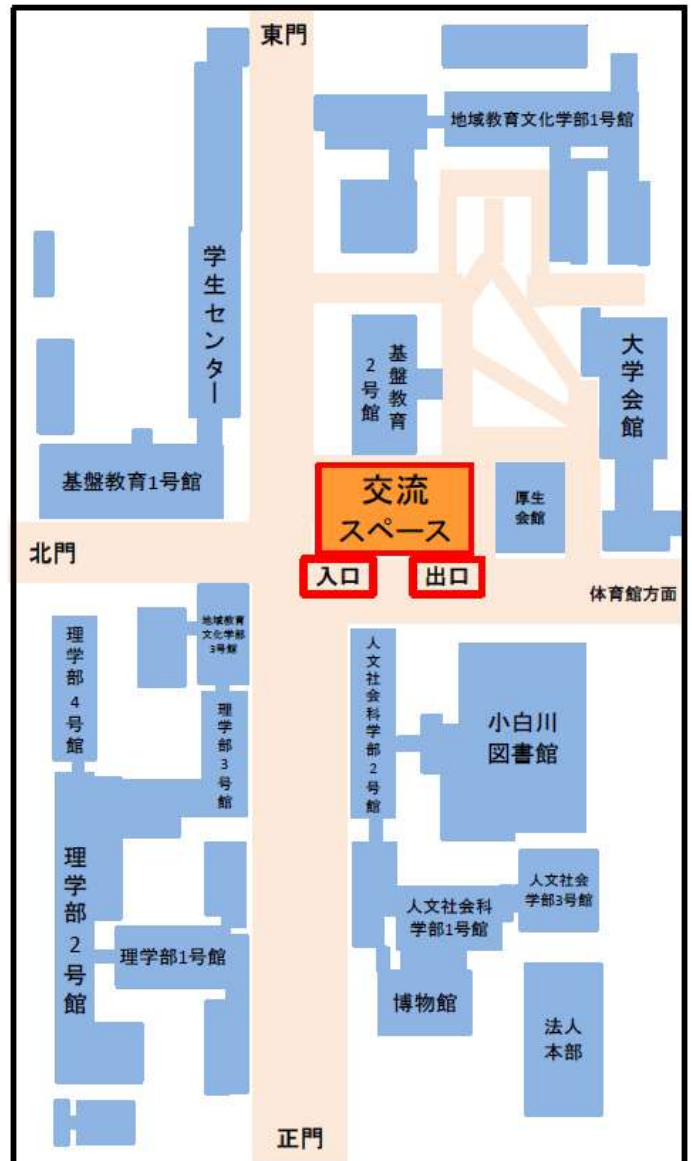 東門
地域教育文化学部1号館
学生センター
基盤教育
2号館
大学会館
基盤教育1号館
交流
スペース
厚生
会館
北門
入口
出口
体育館方面
地域教育
文化学部
3号館
理学部4号館
人文社会科学部2号館
理学部3号館
小白川
図書館
理学部2号館
人文社会
学部3号館
人文社会科
学部1号館
理学部1号館
博物館
法人
本部
正門